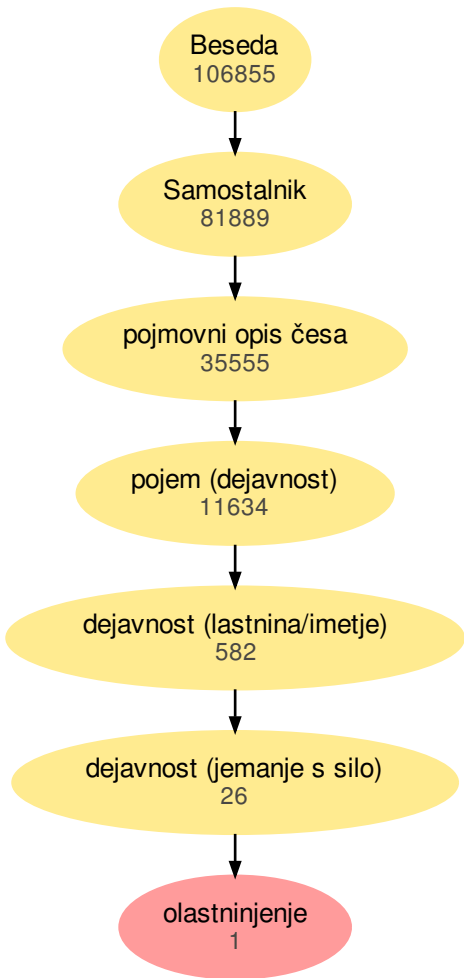 Beseda
106855
Samostalnik
81889
pojmovni opis česa
35555
pojem (dejavnost)
11634
dejavnost (lastnina/imetje)
582
dejavnost (jemanje s silo)
26
olastninjenje
1